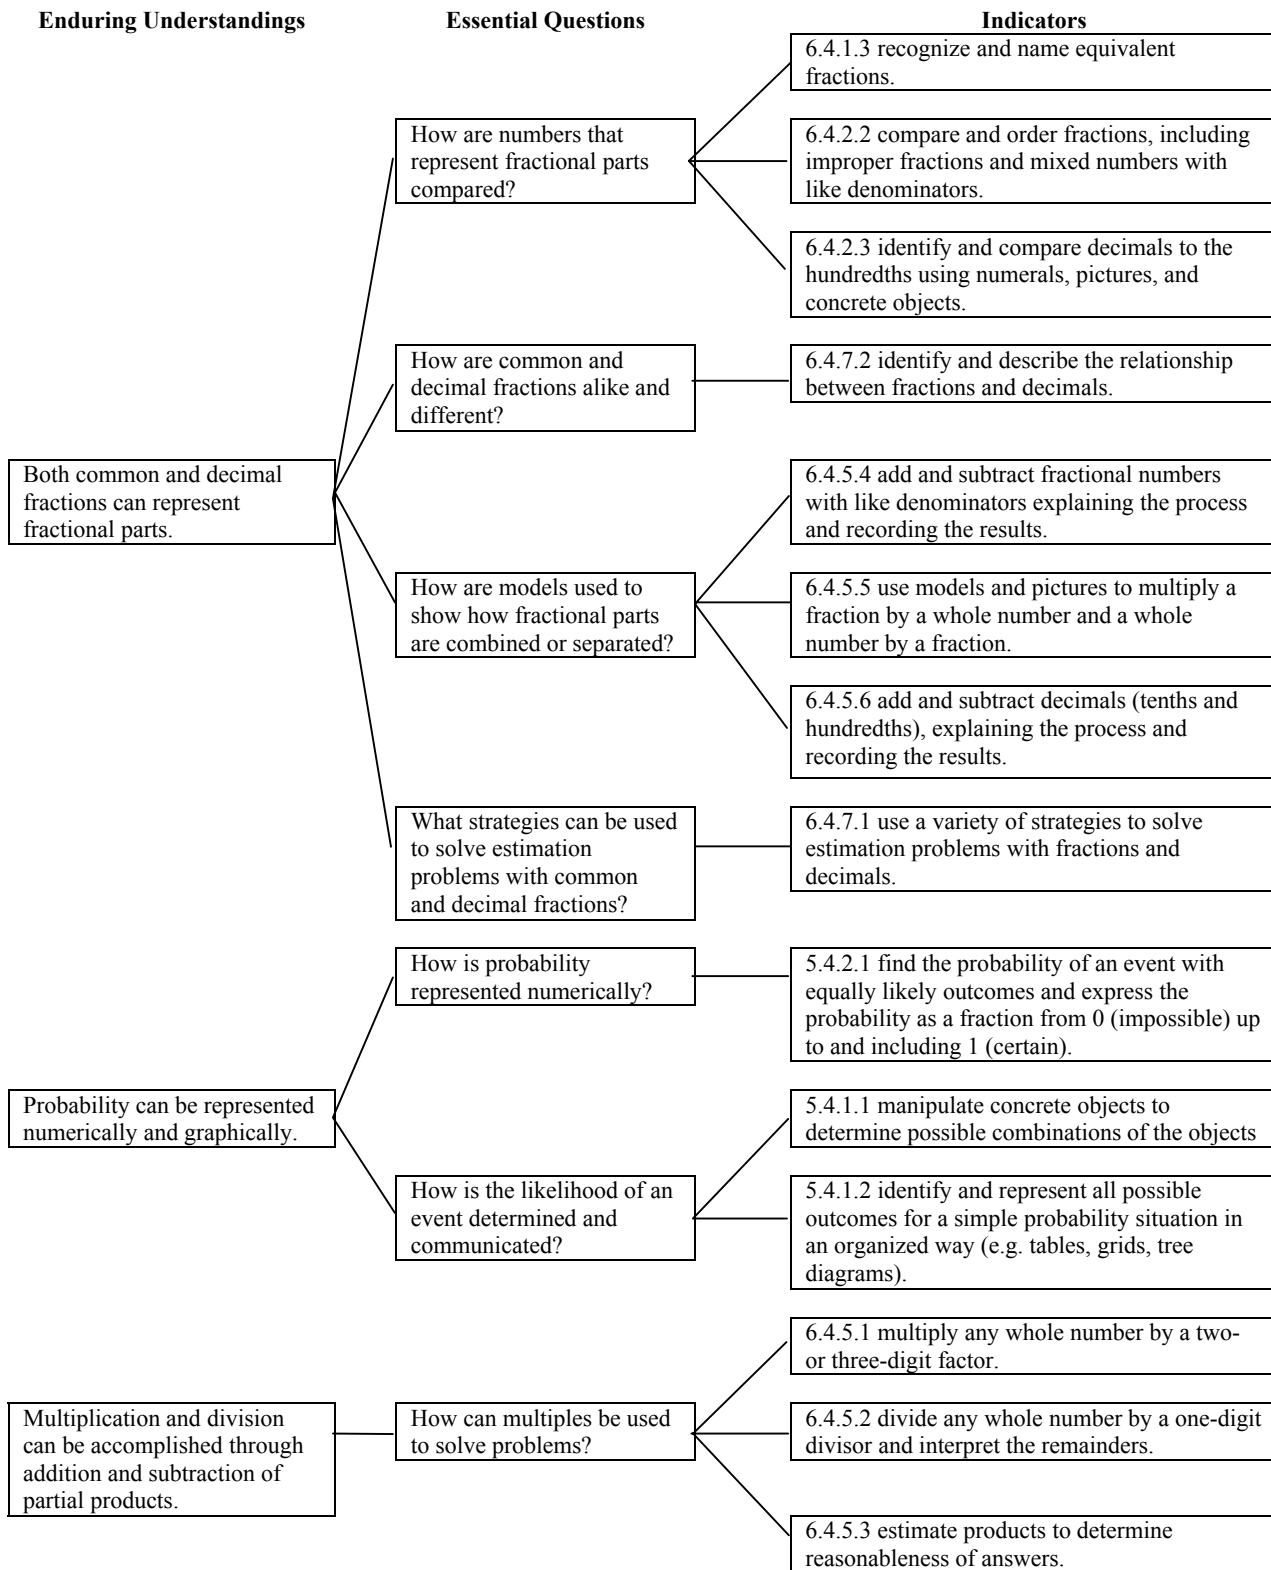 Enduring Understandings
Essential Questions
Indicators
6.4.1.3 recognize and name equivalent
fractions.
How are numbers that
represent fractional parts
compared?
6.4.2.2 compare and order fractions, including
improper fractions and mixed numbers with
like denominators.
6.4.2.3 identify and compare decimals to the
hundredths using numerals, pictures, and
concrete objects.
How are common and
decimal fractions alike and
different?
6.4.7.2 identify and describe the relationship
between fractions and decimals.
Both common and decimal
fractions can represent
fractional parts.
6.4.5.4 add and subtract fractional numbers
with like denominators explaining the process
and recording the results.
How are models used to
show how fractional parts
are combined or separated?
6.4.5.5 use models and pictures to multiply a
fraction by a whole number and a whole
number by a fraction.
6.4.5.6 add and subtract decimals (tenths and
hundredths), explaining the process and
recording the results.
What strategies can be used
to solve estimation
problems with common
and decimal fractions?
6.4.7.1 use a variety of strategies to solve
estimation problems with fractions and
decimals.
How is probability
represented numerically?
5.4.2.1 find the probability of an event with
equally likely outcomes and express the
probability as a fraction from 0 (impossible) up
to and including 1 (certain).
Probability can be represented
numerically and graphically.
5.4.1.1 manipulate concrete objects to
determine possible combinations of the objects
How is the likelihood of an
event determined and
communicated?
5.4.1.2 identify and represent all possible
outcomes for a simple probability situation in
an organized way (e.g. tables, grids, tree
diagrams).
6.4.5.1 multiply any whole number by a two-
or three-digit factor.
Multiplication and division
can be accomplished through
addition and subtraction of
partial products.
How can multiples be used
to solve problems?
6.4.5.2 divide any whole number by a one-digit
divisor and interpret the remainders.
6.4.5.3 estimate products to determine
reasonableness of answers.